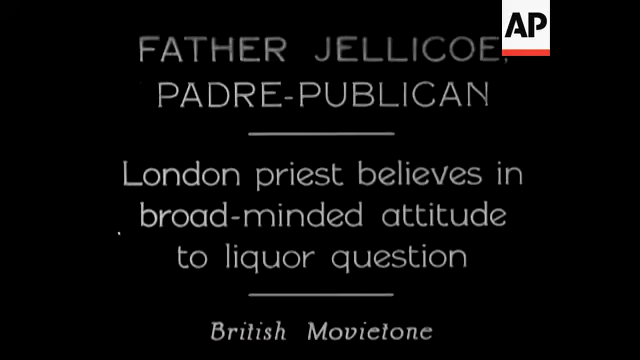 AP
FATHER JELLICOE,
PADRE-PUBLICAN
London priest believes in
broad-minded attitude
to liquor question
British Movietone